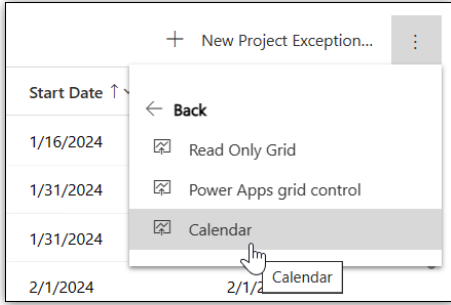 New Project Exception...
Start Date
Back
1/16/2024
Read Only Grid
1/31/2024
Power Apps grid control
1/31/2024
Calendar
Calendar
2/1/2024
2/1/2